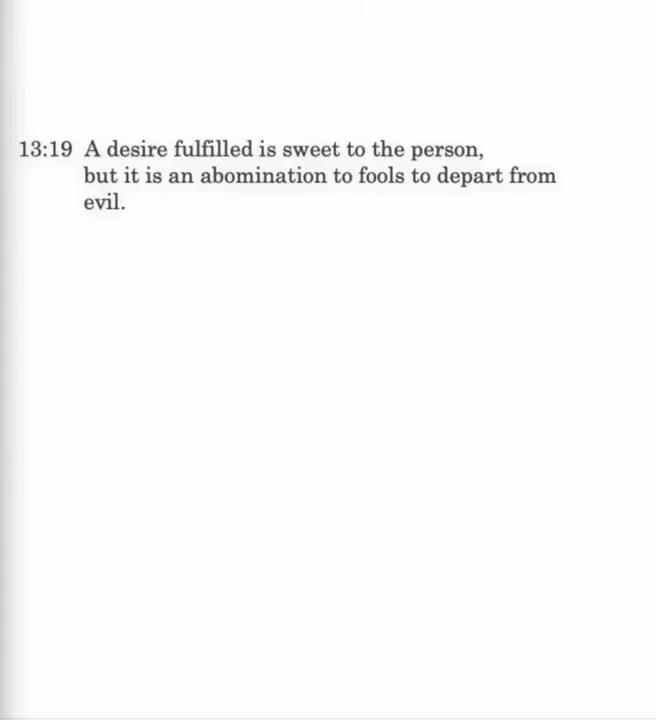 13:19 A desire fulfilled is sweet to the person,
but it is an abomination to fools to depart from
evil.